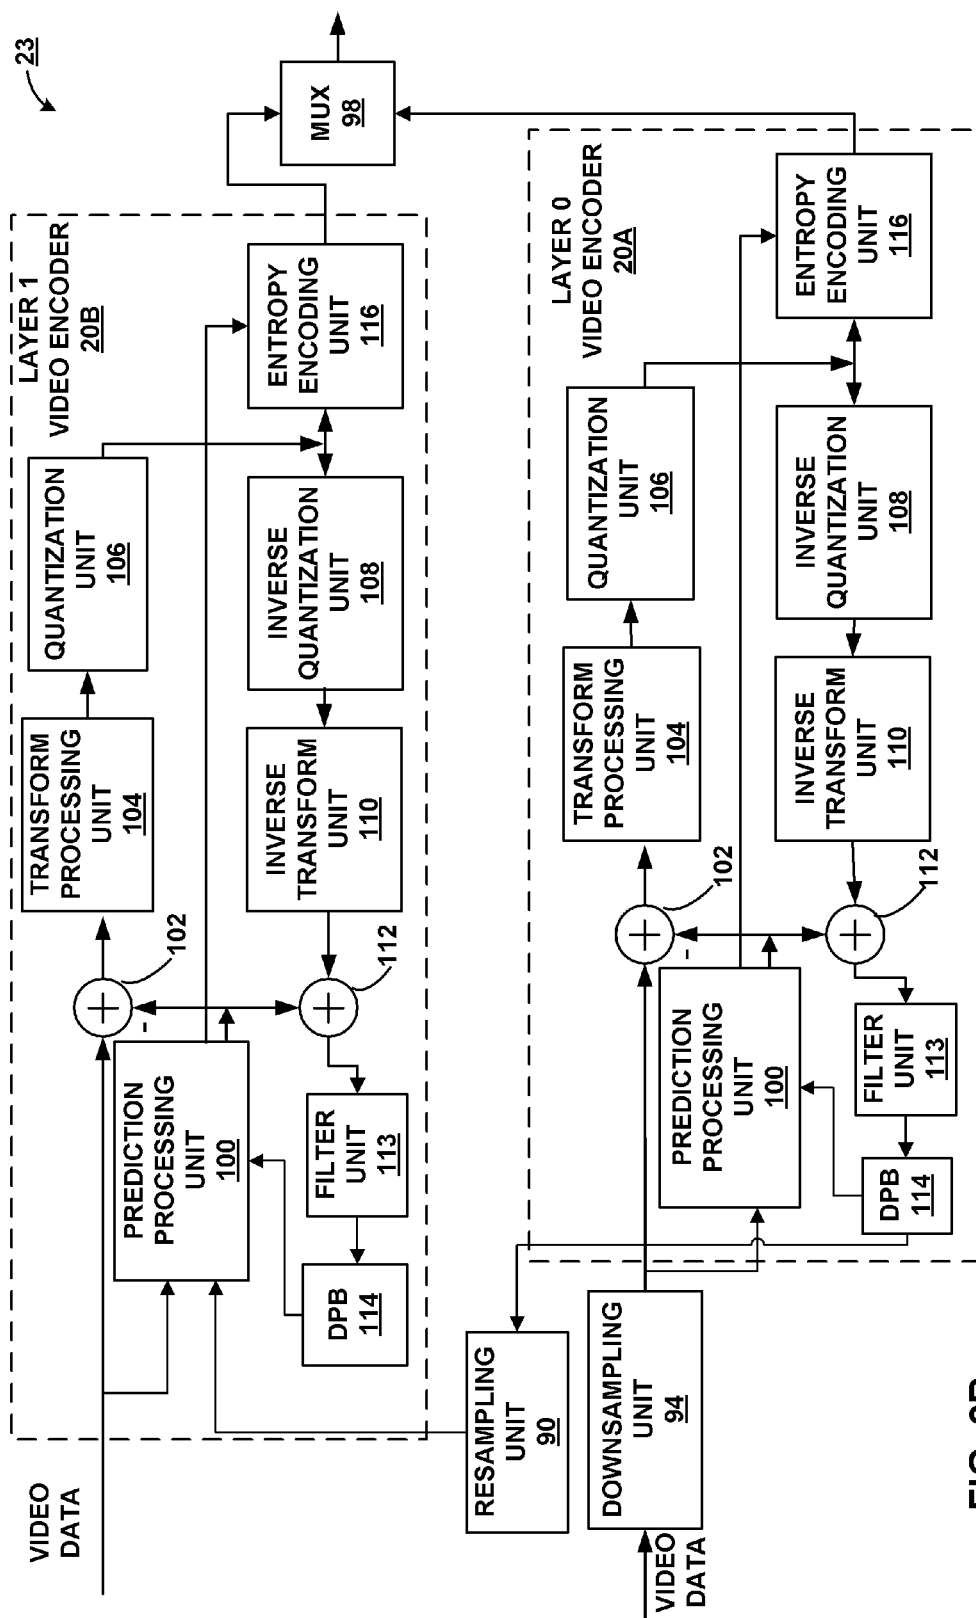 23
VIDEO
DATA
LAYER 1
VIDEO ENCODER
20B
102
TRANSFORM
PROCESSING
UNIT
104
QUANTIZATION
UNIT
106
PREDICTION
PROCESSING
UNIT
100
-
INVERSE
TRANSFORM
UNIT
110
INVERSE
QUANTIZATION
UNIT
108
ENTROPY
ENCODING
UNIT
116
MUX
98
112
FILTER
UNIT
113
DPB
114
RESAMPLING
UNIT
90
LAYER 0
VIDEO ENCODER
20A
VIDEO
DATA
DOWNSAMPLING
UNIT
94
102
TRANSFORM
PROCESSING
UNIT
104
QUANTIZATION
UNIT
106
PREDICTION
PROCESSING
UNIT
100
-
INVERSE
TRANSFORM
UNIT
110
INVERSE
QUANTIZATION
UNIT
108
ENTROPY
ENCODING
UNIT
116
112
FILTER
UNIT
113
DPB
114
FIG.